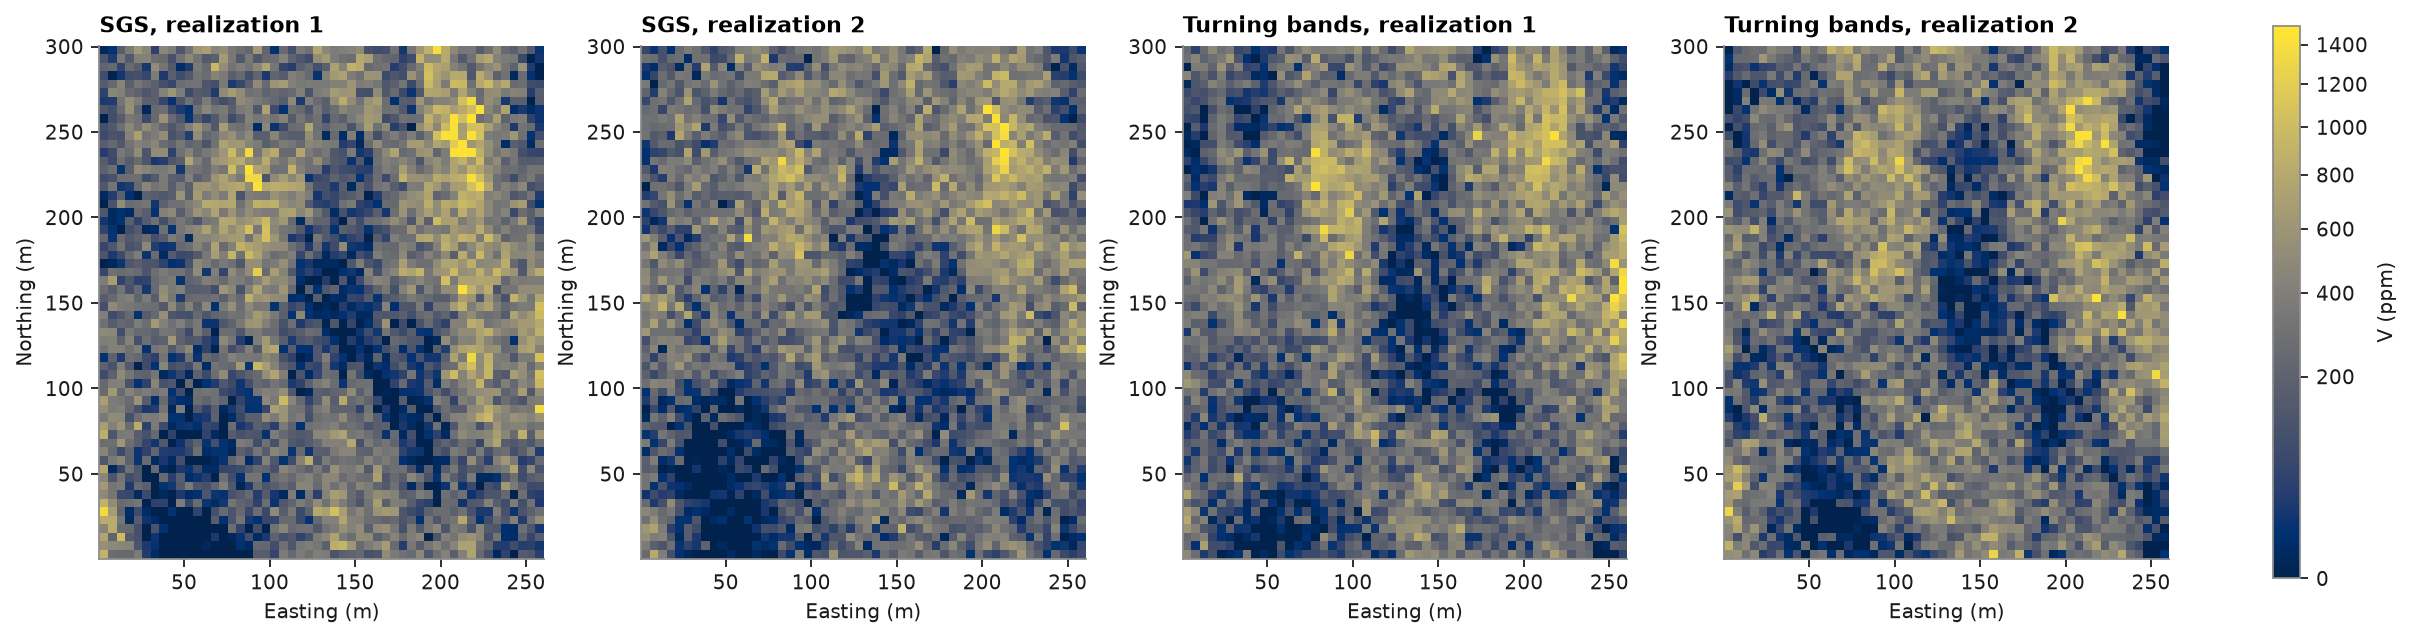 SGS, realization 1
300
250
200
150
100
50
Northing (m)
50 100 150 200 250
Easting (m)
SGS, realization 2
300
250
200
150
100
50
Northing (m)
50 100 150 200 250
Easting (m)
Turning bands, realization 1
300
250
200
150
100
50
Northing (m)
50 100 150 200 250
Easting (m)
Turning bands, realization 2
300
250
200
150
100
50
Northing (m)
50 100 150 200 250
Easting (m)
1400
1200
1000
800
600
400
200
0
V (ppm)